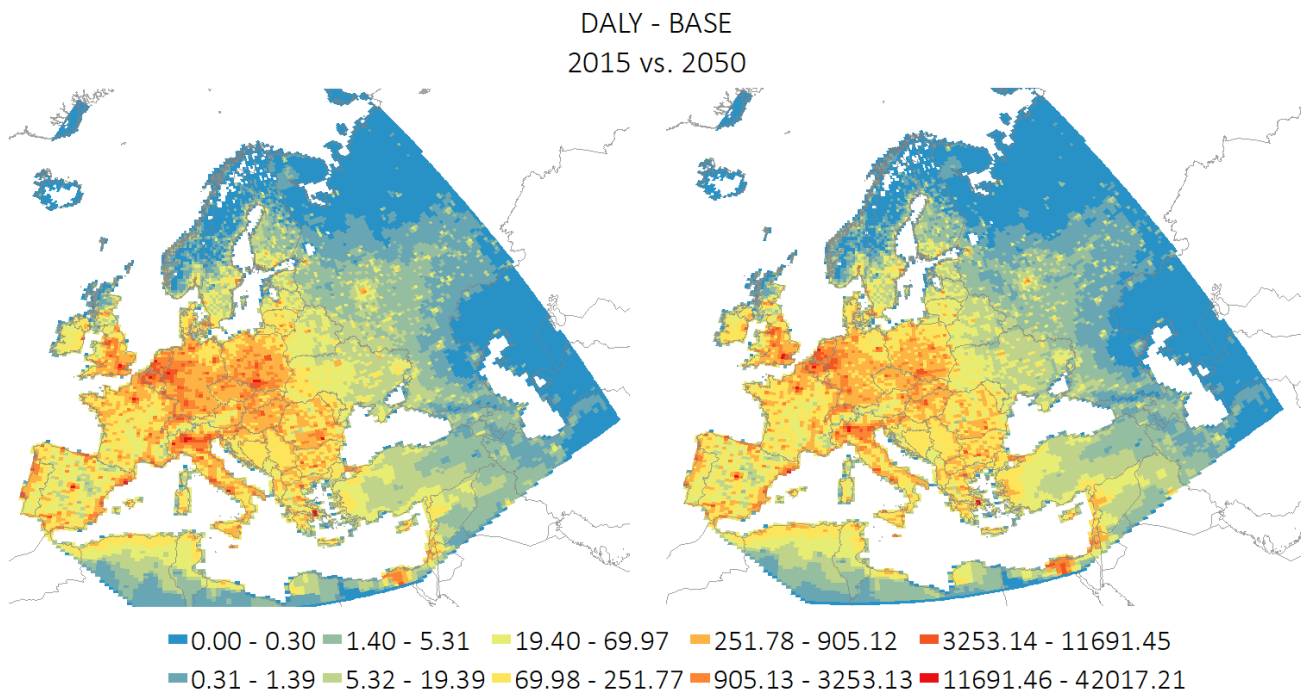 DALY - BASE
2015 vs. 2050
0.00 - 0.30 1.40 - 5.31 19.40 - 69.97 251.78 - 905.12 3253.14 - 11691.45
0.31 - 1.39 5.32 - 19.39 69.98 - 251.77 905.13 - 3253.13 11691.46 - 42017.21